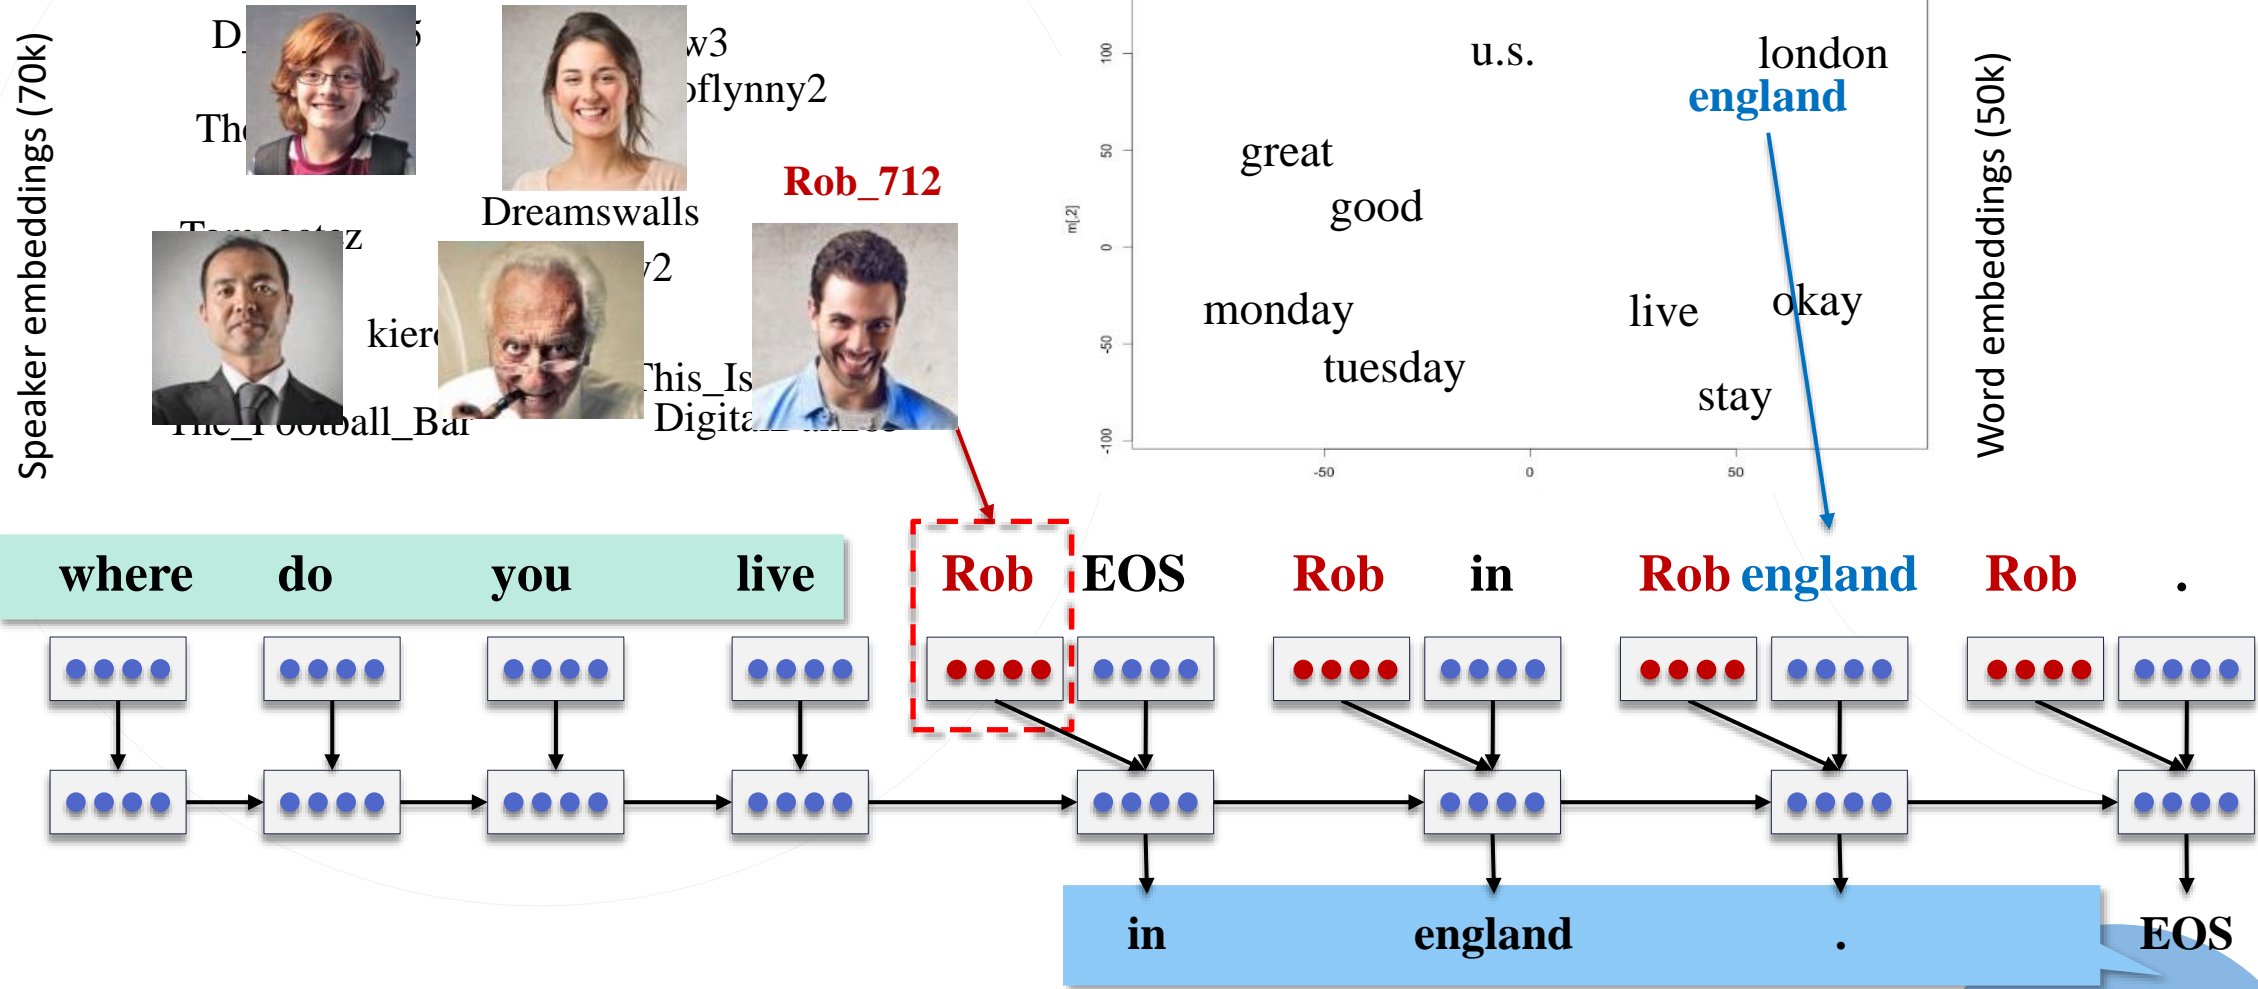 Speaker embeddings (70k)
Dreamswalls
Rob_712
100
50
0
-50
-100
m[,2]
-50
0
50
u.s.
london
england
great
good
monday
live
okay
tuesday
stay
Word embeddings (50k)
where do you live Rob EOS Rob in Rob england Rob .
in england . EOS